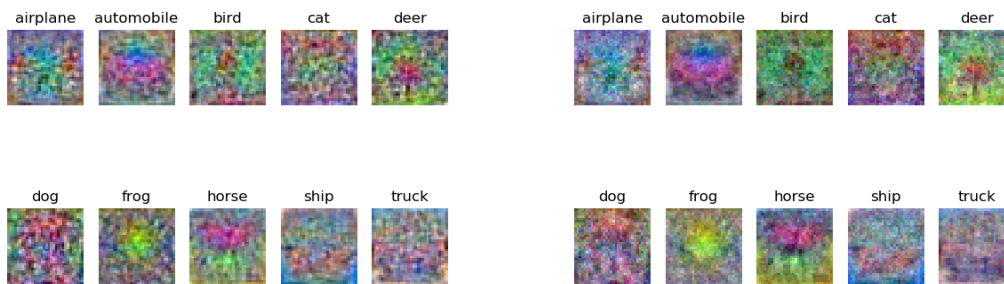 airplane automobile bird cat deer airplane automobile bird cat deer
dog frog horse ship truck dog frog horse ship truck